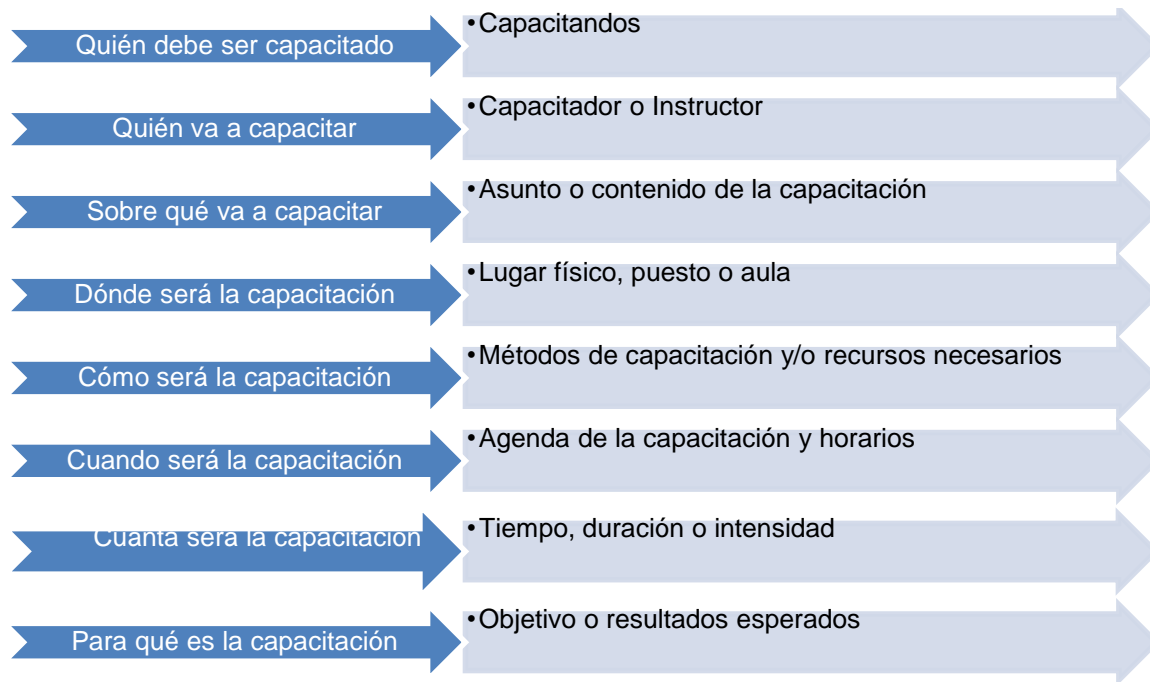 Quién debe ser capacitado
•Capacitandos
Quién va a capacitar
•Capacitador o Instructor
Sobre qué va a capacitar
•Asunto o contenido de la capacitación
Dónde será la capacitación
•Lugar físico, puesto o aula
Cómo será la capacitación
•Métodos de capacitación y/o recursos necesarios
Cuando será la capacitación
•Agenda de la capacitación y horarios
Cuánta será la capacitación
•Tiempo, duración o intensidad
Para qué es la capacitación
•Objetivo o resultados esperados